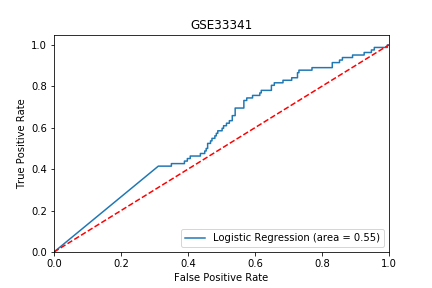 GSE33341
1.0
0.8
0.6
0.4
0.2
0.0
True Positive Rate
Logistic Regression (area = 0.55)
0.0 0.2 0.4 0.6 0.8 1.0
False Positive Rate